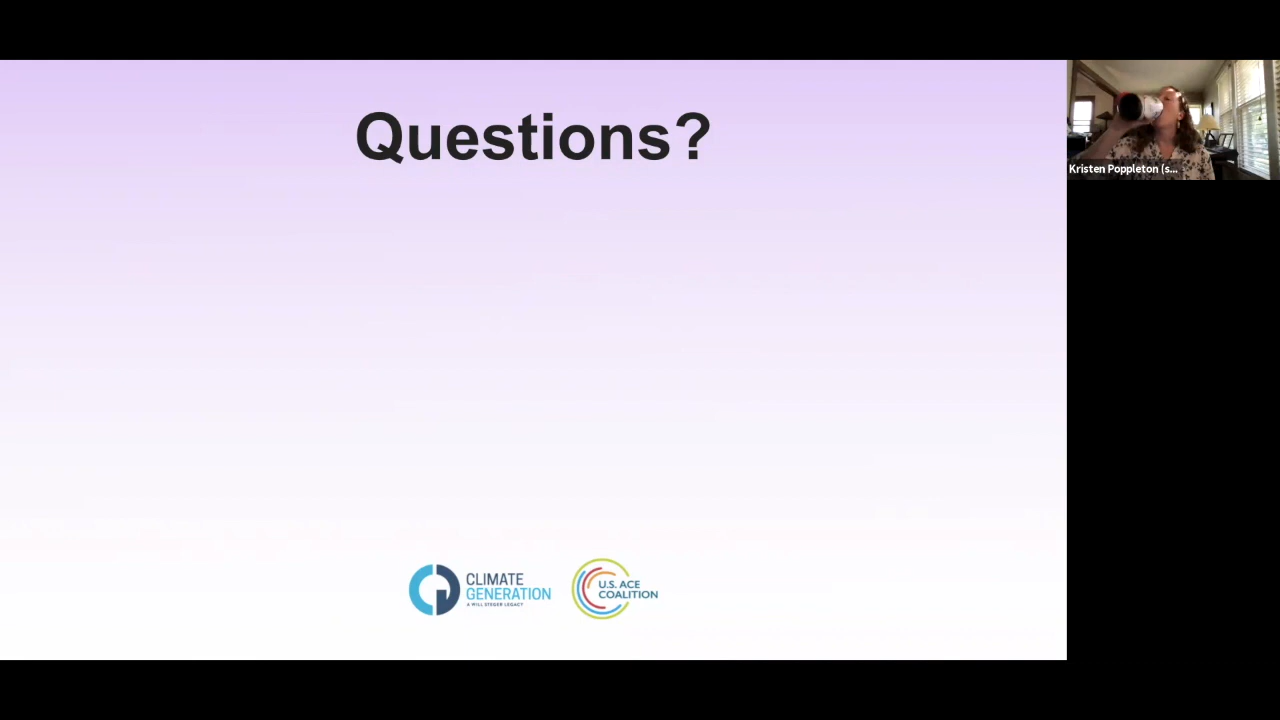 Questions?
Kristen Poppleton (s...
CLIMATE
GENERATION
A WILL STEGER LEGACY
U.S. ACE
COALITION